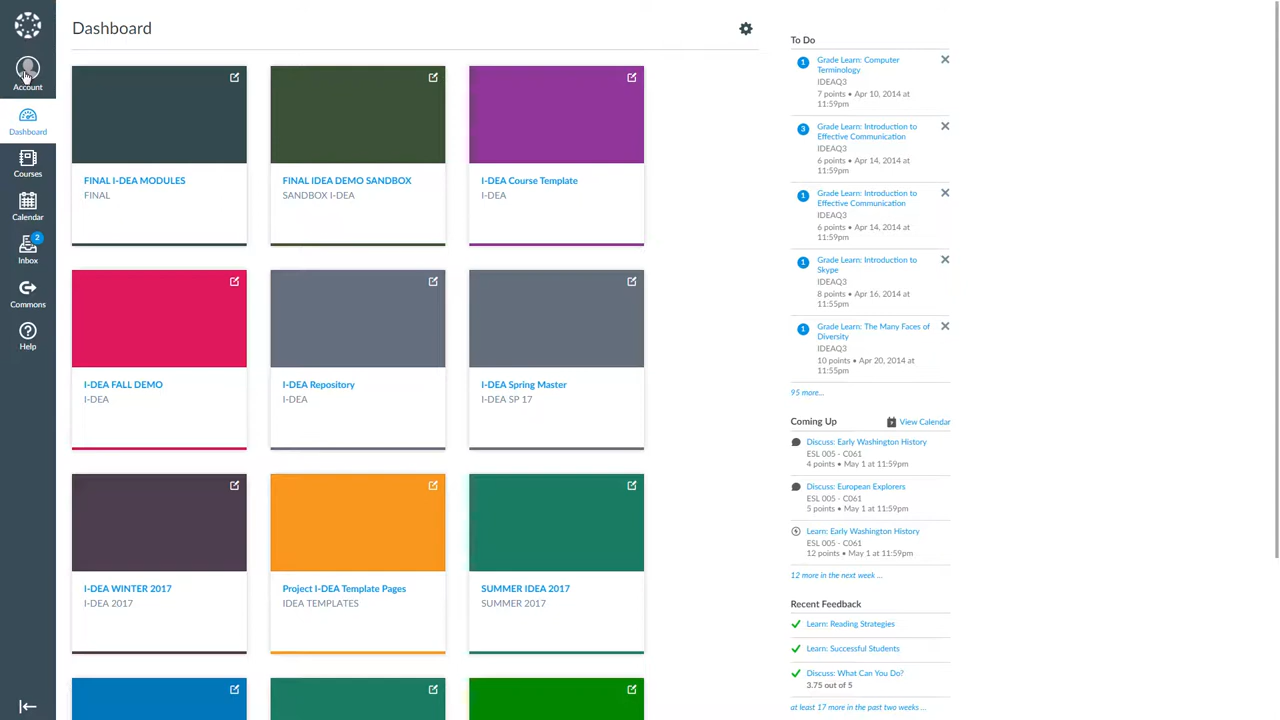 Account
Dashboard
Courses
Calendar
2
Inbox
Commons
Help
Dashboard
FINAL I-DEA MODULES
FINAL
FINAL IDEA DEMO SANDBOX
SANDBOX I-DEA
I-DEA Course Template
I-DEA
I-DEA FALL DEMO
I-DEA
I-DEA Repository
I-DEA
I-DEA Spring Master
I-DEA SP 17
I-DEA WINTER 2017
I-DEA 2017
Project I-DEA Template Pages
IDEA TEMPLATES
SUMMER IDEA 2017
SUMMER 2017
To Do
1
Grade Learn: Computer
Terminology
IDEAQ3
7 points • Apr 10, 2014 at
11:59pm
3
Grade Learn: Introduction to
Effective Communication
IDEAQ3
6 points • Apr 14, 2014 at
11:59pm
1
Grade Learn: Introduction to
Effective Communication
IDEAQ3
6 points • Apr 14, 2014 at
11:59pm
1
Grade Learn: Introduction to
Skype
IDEAQ3
8 points • Apr 16, 2014 at
11:55pm
1
Grade Learn: The Many Faces of
Diversity
IDEAQ3
10 points • Apr 20, 2014 at
11:55pm
95 more...
Coming Up
View Calendar
Discuss: Early Washington History
ESL 005 - C061
4 points • May 1 at 11:59pm
Discuss: European Explorers
ESL 005 - C061
5 points • May 1 at 11:59pm
Learn: Early Washington History
ESL 005 - C061
12 points • May 1 at 11:59pm
12 more in the next week ...
Recent Feedback
Learn: Reading Strategies
Learn: Successful Students
Discuss: What Can You Do?
3.75 out of 5
at least 17 more in the past two weeks ...